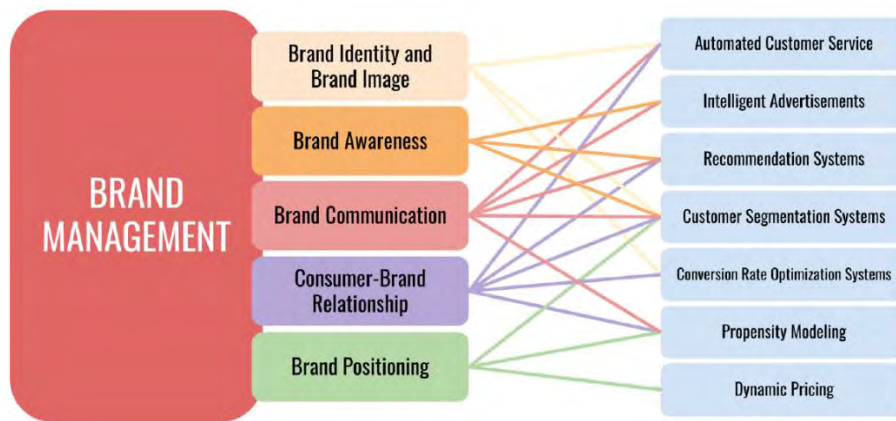 BRAND
MANAGEMENT
Brand Identity and
Brand Image
Brand Awareness
Brand Communication
Consumer-Brand
Relationship
Brand Positioning
Automated Customer Service
Intelligent Advertisements
Recommendation Systems
Customer Segmentation Systems
Conversion Rate Optimization Systems
Propensity Modeling
Dynamic Pricing